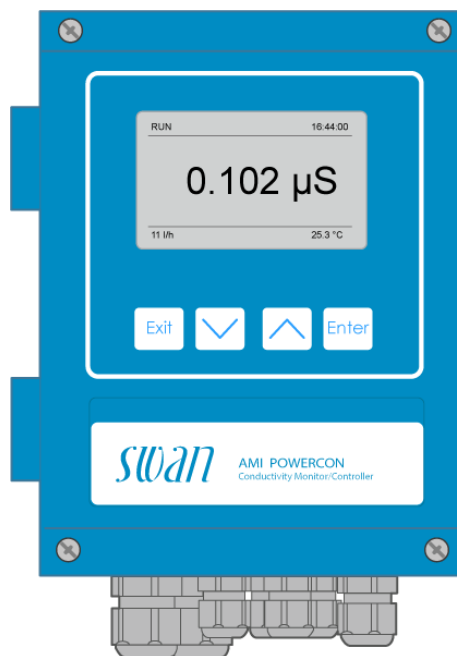 RUN 16:44:00
0.102 µS
11 l/h 25.3 °C
Exit Enter
swan AMI POWERCON
Conductivity Monitor/Controller